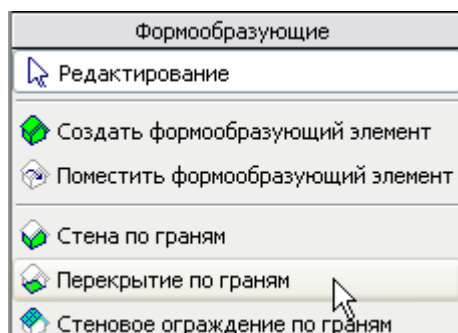 Формообразующие
Редактирование
Создать формообразующий элемент
Поместить формообразующий элемент
Стена по граням
Перекрытие по граням
Стеновое ограждение по граням